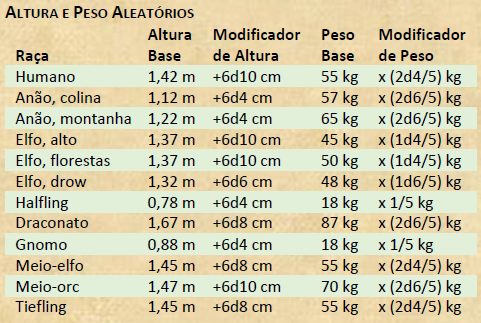 Altura e Peso Aleatórios
Altura Modificador Peso Modificador
Raça Base de Altura Base de Peso
Humano 1,42 m +6d10 cm 55 kg x (2d4/5) kg
Anão, colina 1,12 m +6d4 cm 57 kg x (2d6/5) kg
Anão, montanha 1,22 m +6d4 cm 65 kg x (2d6/5) kg
Elfo, alto 1,37 m +6d10 cm 45 kg x (1d4/5) kg
Elfo, florestas 1,37 m +6d10 cm 50 kg x (1d4/5) kg
Elfo, drow 1,32 m +6d6 cm 48 kg x (1d6/5) kg
Halfling 0,78 m +6d4 cm 18 kg x 1/5 kg
Draconato 1,67 m +6d8 cm 87 kg x (2d6/5) kg
Gnomo 0,88 m +6d4 cm 18 kg x 1/5 kg
Meio-elfo 1,45 m +6d8 cm 55 kg x (2d4/5) kg
Meio-orc 1,47 m +6d10 cm 70 kg x (2d6/5) kg
Tiefling 1,45 m +6d8 cm 55 kg x (2d4/5) kg